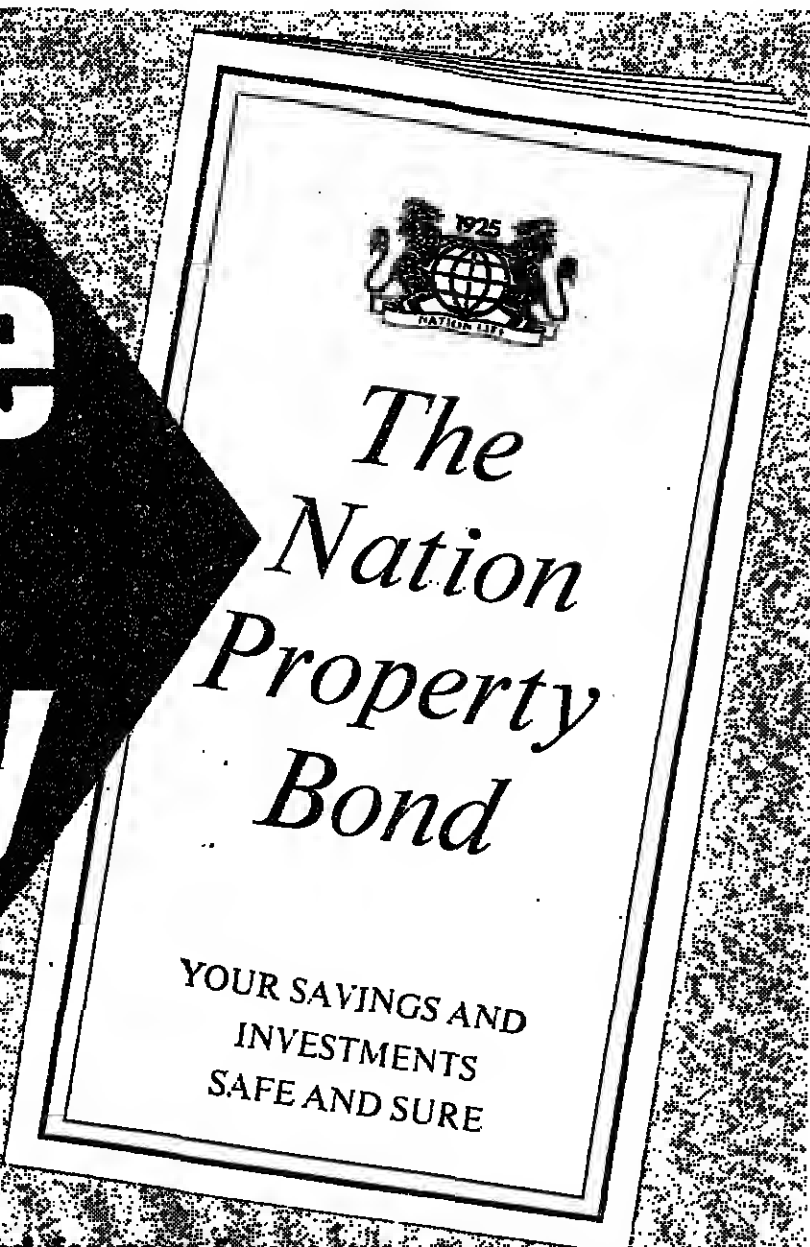 1925
NATION LIFE
The
Nation
Property
Bond
YOUR SAVINGS AND
INVESTMENTS
SAFE AND SURE